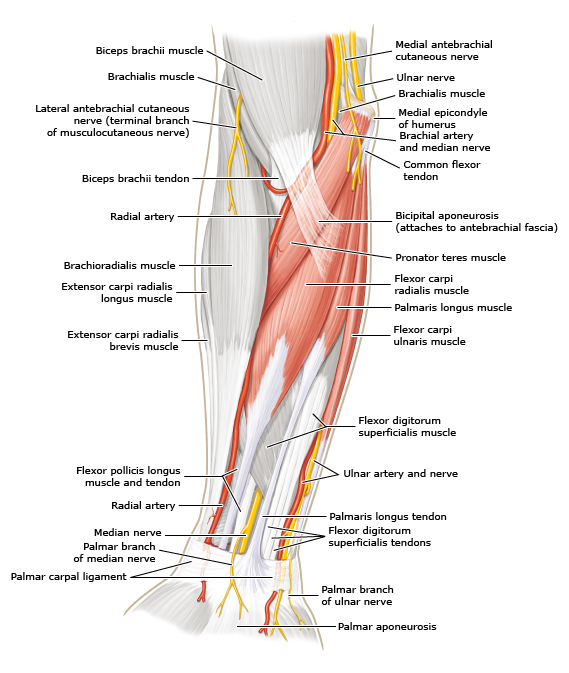 Biceps brachii muscle
Brachialis muscle
Lateral antebrachial cutaneous
nerve (terminal branch
of musculocutaneous nerve)
Biceps brachii tendon
Radial artery
Brachioradialis muscle
Extensor carpi radialis
longus muscle
Extensor carpi radialis
brevis muscle
Flexor pollicis longus
muscle and tendon
Radial artery
Median nerve
Palmar branch
of median nerve
Palmar carpal ligament
Medial antebrachial
cutaneous nerve
Ulnar nerve
Brachialis muscle
Medial epicondyle
of humerus
Brachial artery
and median nerve
Common flexor
tendon
Bicipital aponeurosis
(attaches to antebrachial fascia)
Pronator teres muscle
Flexor carpi
radialis muscle
Palmaris longus muscle
Flexor carpi
ulnaris muscle
Flexor digitorum
superficialis muscle
Ulnar artery and nerve
Palmaris longus tendon
Flexor digitorum
superficialis tendons
Palmar branch
of ulnar nerve
Palmar aponeurosis